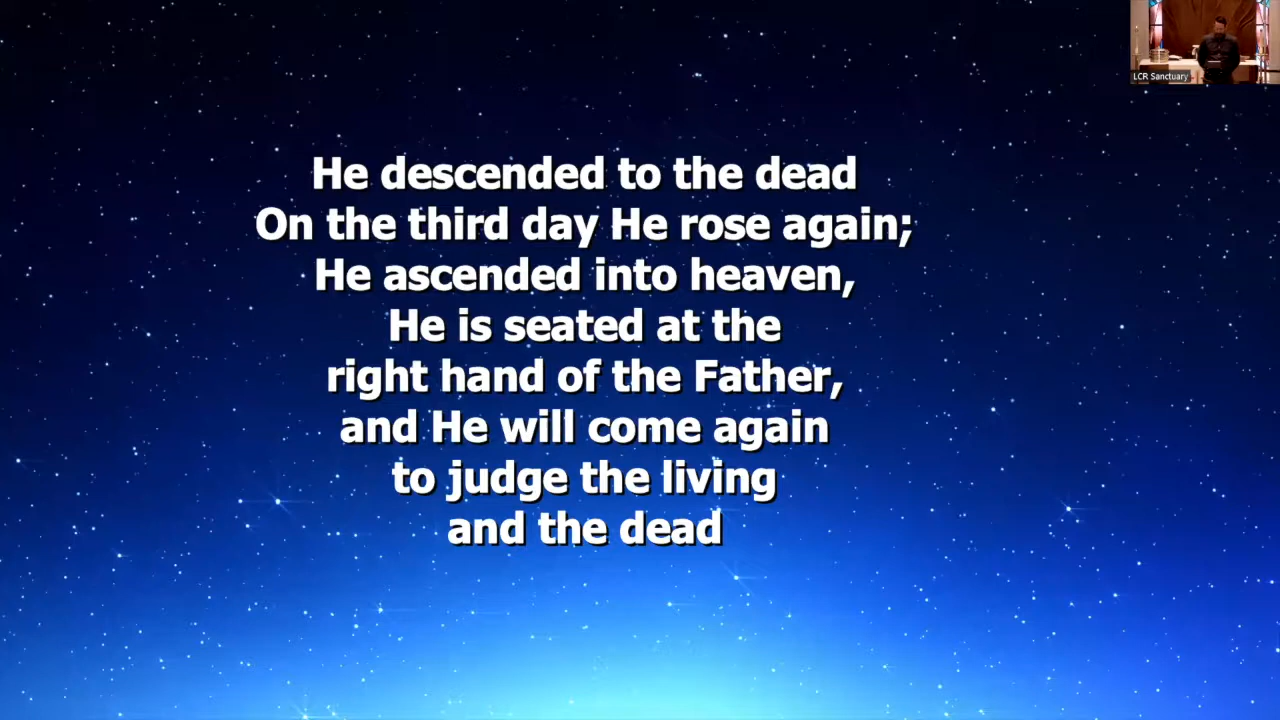 LCR Sanctuary
He descended to the dead
On the third day He rose again;
He ascended into heaven,
He is seated at the
right hand of the Father,
and He will come again
to judge the living
and the dead